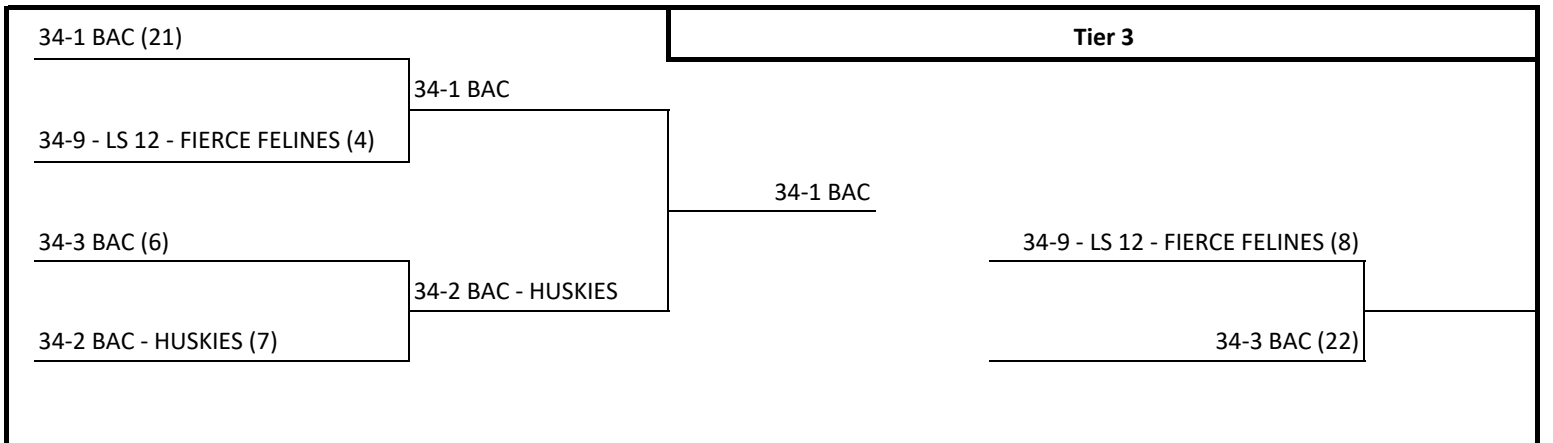 34-1 BAC (21)
Tier 3
34-1 BAC
34-9 - LS 12 - FIERCE FELINES (4)
34-1 BAC
34-3 BAC (6)
34-9 - LS 12 - FIERCE FELINES (8)
34-2 BAC - HUSKIES
34-2 BAC - HUSKIES (7)
34-3 BAC (22)